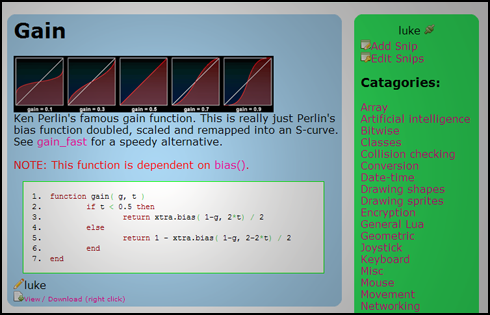 Gain
gain = 0.1
gain = 0.3
gain = 0.5
gain = 0.7
gain = 0.9
Ken Perlin's famous gain function. This is really just Perlin's
bias function doubled, scaled and remapped into an S-curve.
See gain_fast for a speedy alternative.
NOTE: This function is dependent on bias().
1. function gain( g, t )
2. if t < 0.5 then
3. return xtra.bias( 1-g, 2*t) / 2
4. else
5. return 1 - xtra.bias( 1-g, 2-2*t) / 2
6. end
7. end
luke
View / Download (right click)
luke
Add Snip
Edit Snips
Catagories:
Array
Artificial intelligence
Bitwise
Classes
Collision checking
Conversion
Date-time
Drawing shapes
Drawing sprites
Encryption
General Lua
Geometric
Joystick
Keyboard
Misc
Mouse
Movement
Networking